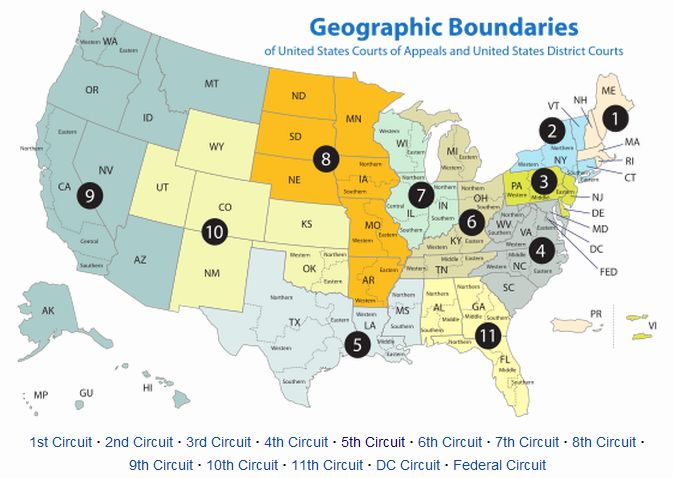 Geographic Boundaries
of United States Courts of Appeals and United States District Courts
Western WA Eastern
MT
ND
MN
ME
VT
NH
1
OR
ID
SD
WI
Western
Eastern
MI
Western
Eastern
2
Northern
NY
Western
Eastern
Southern
MA
RI
CT
Northern
Eastern
WY
8
Northern
IA
Southern
NE
3
PA
Western
Middle
Eastern
NJ
DE
MD
DC
FED
NV
CA
9
UT
CO
10
KS
7
Central
IL
Southern
Northern
IN
Southern
Northern
OH
Southern
6
WV
Northern
Southern
VA
Western
Eastern
4
Central
Southern
MO
Western
Eastern
KY
Western
Eastern
AZ
NM
OK
Western
Northern
Eastern
AR
Western
Eastern
TN
Western
Middle
Eastern
NC
Western
Middle
Eastern
SC
AK
TX
Northern
Eastern
Western
Southern
MS
Northern
Southern
LA
Western
Middle
Eastern
5
AL
Northern
Middle
Southern
GA
Northern
Middle
Southern
11
FL
Northern
Middle
Southern
PR
VI
MP
GU
HI
1st Circuit · 2nd Circuit · 3rd Circuit · 4th Circuit · 5th Circuit · 6th Circuit · 7th Circuit · 8th Circuit ·
9th Circuit · 10th Circuit · 11th Circuit · DC Circuit · Federal Circuit